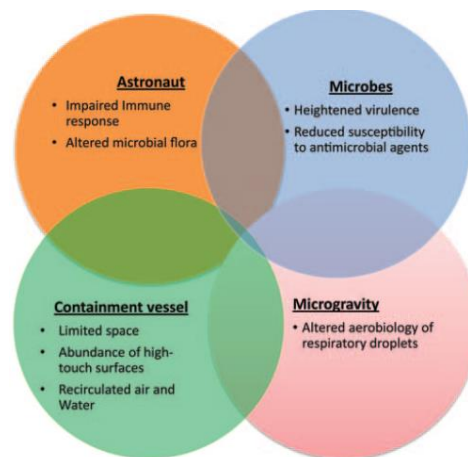 Astronaut
• Impaired Immune
response
• Altered microbial flora
Microbes
• Heightened virulence
• Reduced susceptibility
to antimicrobial agents
Containment vessel
• Limited space
• Abundance of high-
touch surfaces
• Recirculated air and
Water
Microgravity
• Altered aerobiology of
respiratory droplets